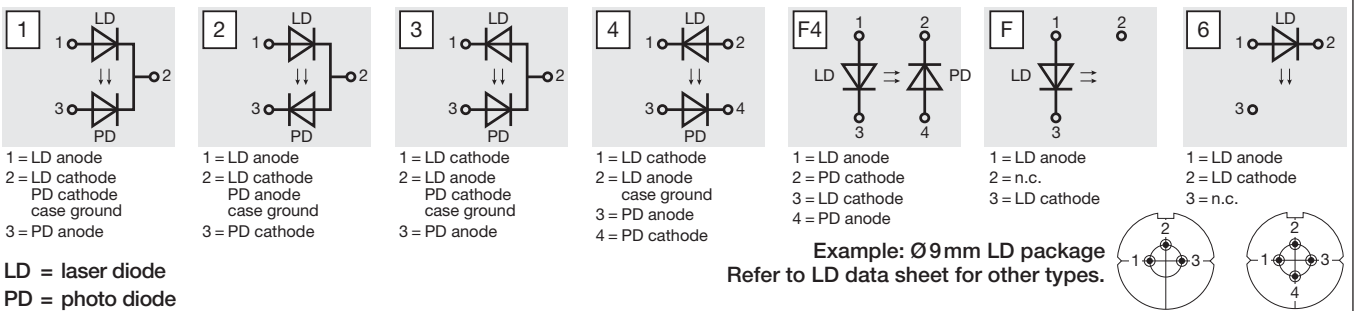 1
LD
1
2
3
PD
1 = LD anode
2 = LD cathode
PD cathode
case ground
3 = PD anode
2
LD
1
2
3
PD
1 = LD anode
2 = LD cathode
PD anode
case ground
3 = PD cathode
3
LD
1
2
3
PD
1 = LD cathode
2 = LD anode
PD cathode
case ground
3 = PD anode
4
LD
1
2
3
4
PD
1 = LD cathode
2 = LD anode
case ground
3 = PD anode
4 = PD cathode
F4
1
2
LD
PD
3
4
1 = LD anode
2 = PD cathode
3 = LD cathode
4 = PD anode
F
1
2
LD
3
1 = LD anode
2 = n.c.
3 = LD cathode
6
LD
1
2
3
1 = LD anode
2 = LD cathode
3 = n.c.
LD = laser diode
PD = photo diode
Example: Ø 9 mm LD package
Refer to LD data sheet for other types.
2
1
3
2
1
3
4